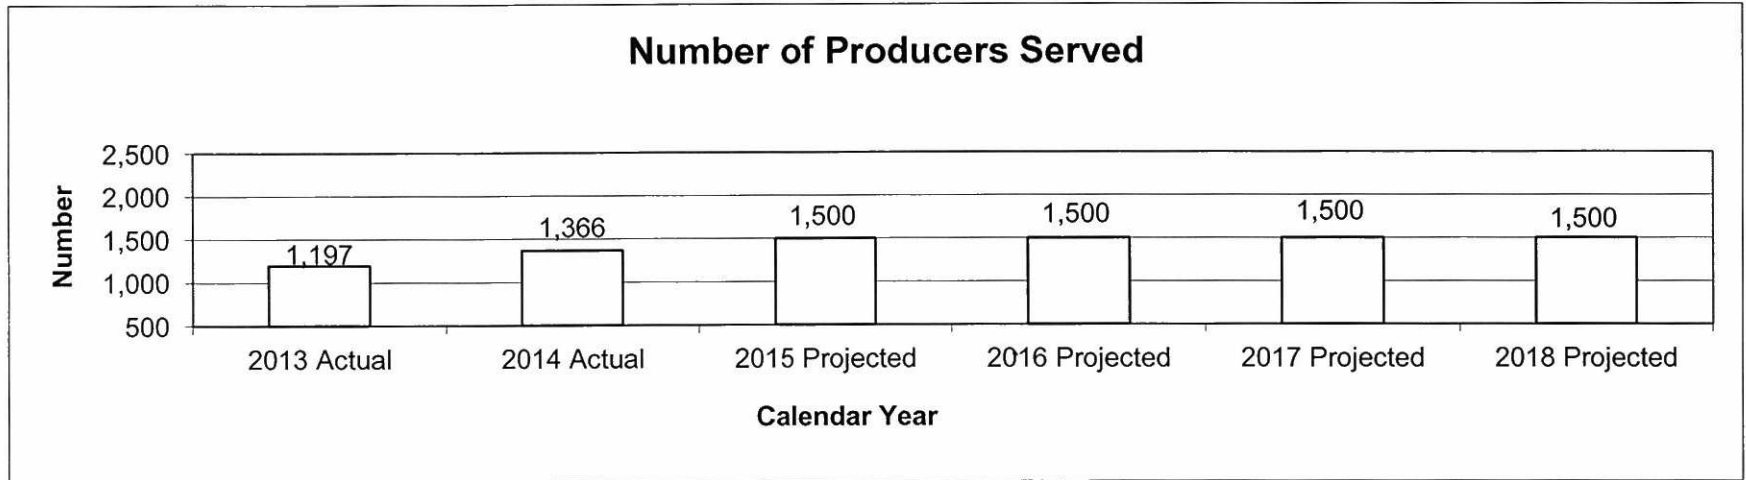 Number of Producers Served
2,500
2,000
1,500
1,000
500
Number
1,197
1,366
1,500
1,500
1,500
1,500
2013 Actual
2014 Actual
2015 Projected
2016 Projected
2017 Projected
2018 Projected
Calendar Year